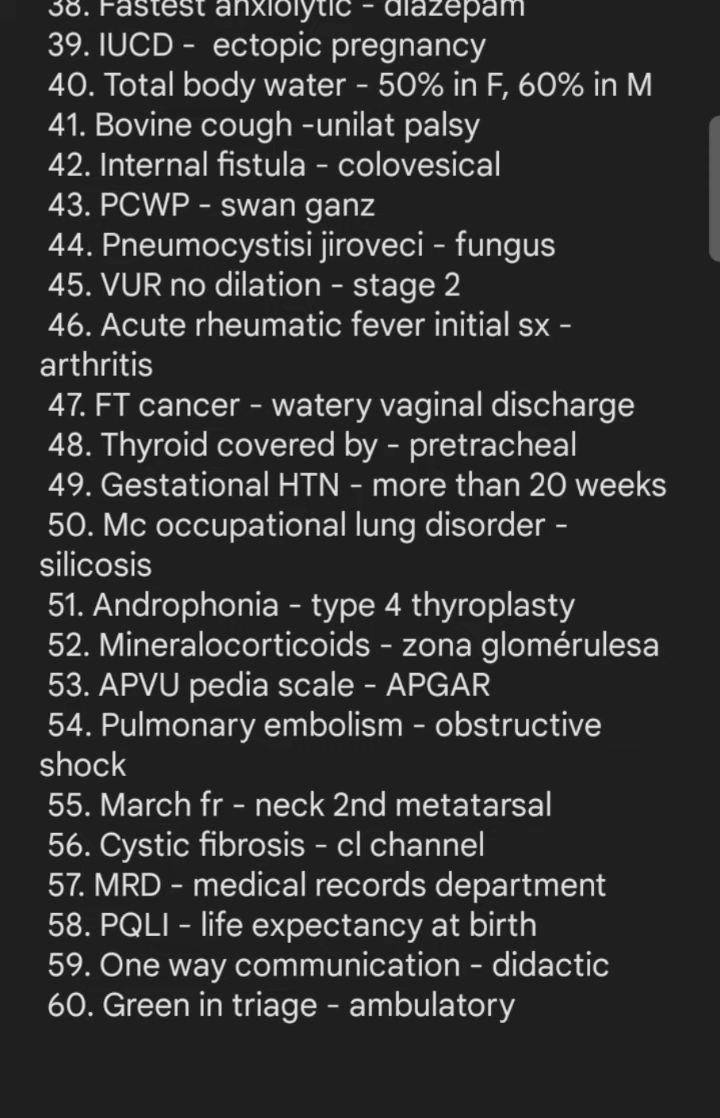 38. Fastest anxiolytic - diazepam
39. IUCD - ectopic pregnancy
40. Total body water - 50% in F, 60% in M
41. Bovine cough -unilat palsy
42. Internal fistula - colovesical
43. PCWP - swan ganz
44. Pneumocystisi jiroveci - fungus
45. VUR no dilation - stage 2
46. Acute rheumatic fever initial sx -
arthritis
47. FT cancer - watery vaginal discharge
48. Thyroid covered by - pretracheal
49. Gestational HTN - more than 20 weeks
50. Mc occupational lung disorder -
silicosis
51. Androphonia - type 4 thyroplasty
52. Mineralocorticoids - zona glomérulesa
53. APVU pedia scale - APGAR
54. Pulmonary embolism - obstructive
shock
55. March fr - neck 2nd metatarsal
56. Cystic fibrosis - cl channel
57. MRD - medical records department
58. PQLI - life expectancy at birth
59. One way communication - didactic
60. Green in triage - ambulatory